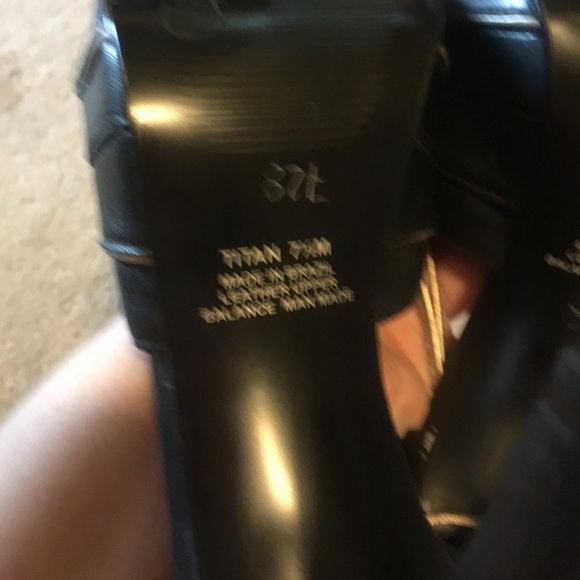 TITAN 7½M
MADE IN BRAZIL
LEATHER UPPER
BALANCE MAN MADE